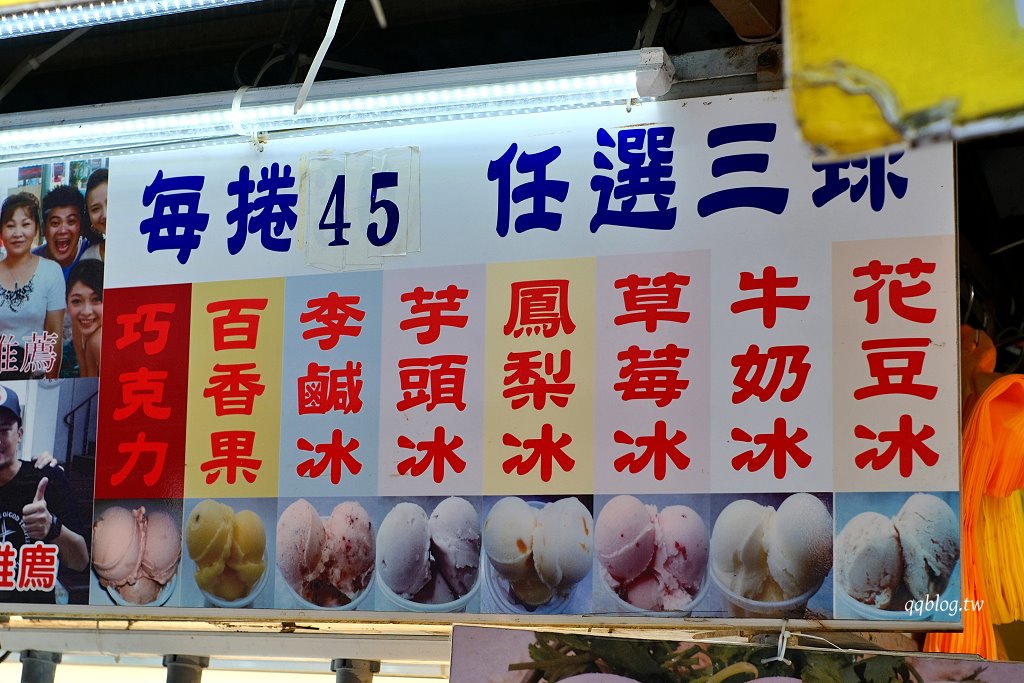 每捲45 任選三球
巧克力
百香果
李鹹冰
芋頭冰
鳳梨冰
草莓冰
牛奶冰
花豆冰
推薦
推薦
qqblog.tw